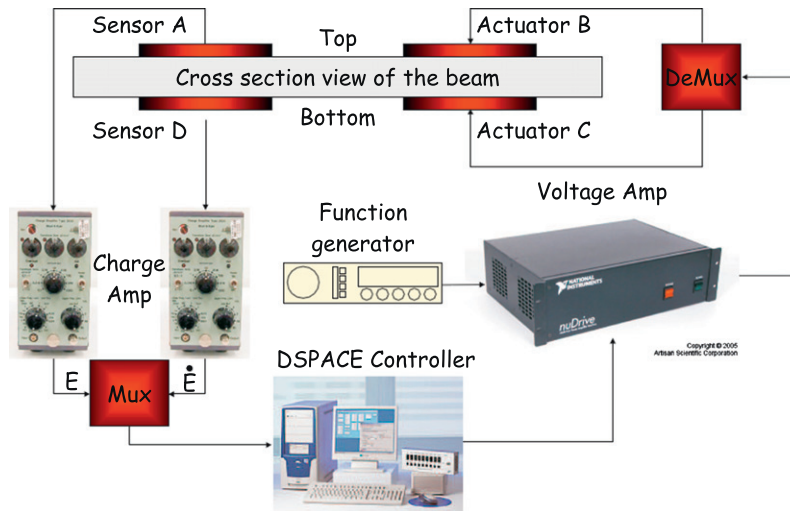 Sensor A
Top
Actuator B
Cross section view of the beam
DeMux
Sensor D
Bottom
Actuator C
Voltage Amp
Function
generator
Charge
Amp
NATIONAL
INSTRUMENTS
nuDrive
Copyright © 2005
Artisan Scientific Corporation
DSPACE Controller
E
Mux
Ė